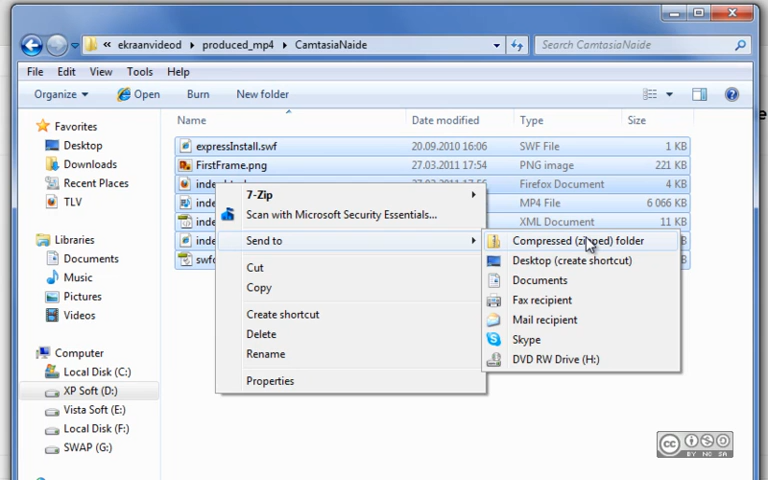 « ekraanvideod ▸ produced_mp4 ▸ CamtasiaNaide
Search CamtasiaNaide
File Edit View Tools Help
Organize Open Burn New folder
Name Date modified Type Size
Favorites
Desktop
Downloads
Recent Places
TLV
Libraries
Documents
Music
Pictures
Videos
Computer
Local Disk (C:)
XP Soft (D:)
Vista Soft (E:)
Local Disk (F:)
SWAP (G:)
expressInstall.swf 20.09.2010 16:06 SWF File 1 KB
FirstFrame.png 27.03.2011 17:54 PNG image 221 KB
Firefox Document 4 KB
MP4 File 6 066 KB
XML Document 11 KB
7-Zip
Scan with Microsoft Security Essentials...
Send to
Cut
Copy
Create shortcut
Delete
Rename
Properties
Compressed (zipped) folder
Desktop (create shortcut)
Documents
Fax recipient
Mail recipient
Skype
DVD RW Drive (H:)
cc
BY NC SA